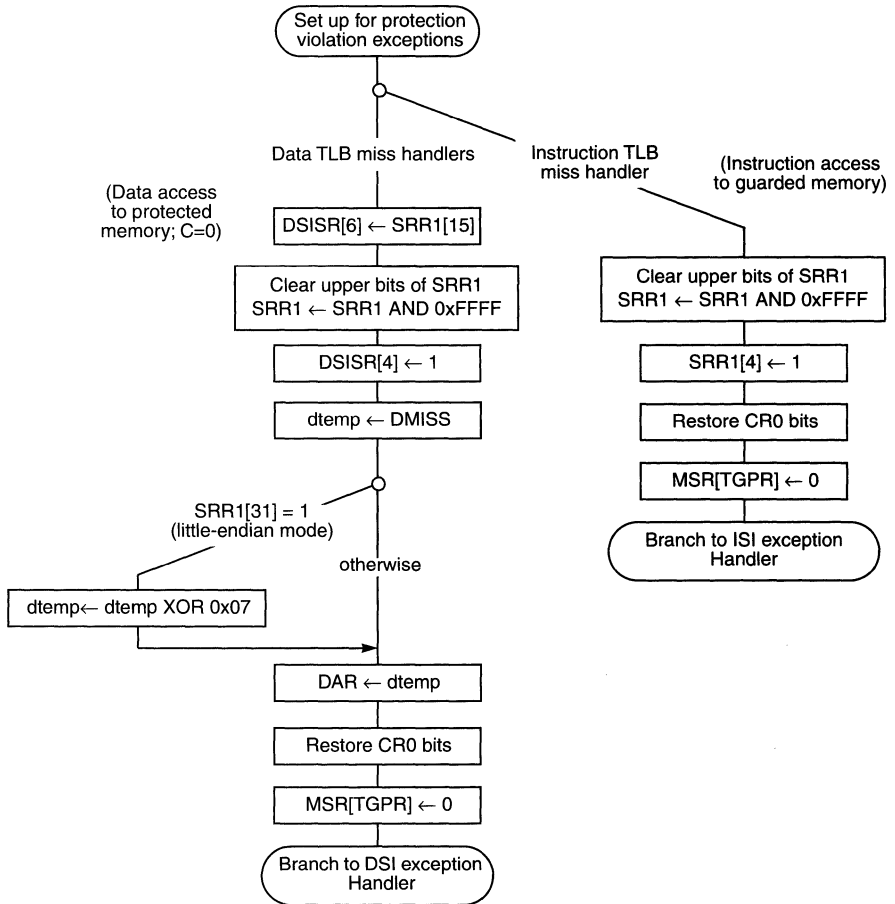 Set up for protection
violation exceptions
Data TLB miss handlers
Instruction TLB
miss handler
(Instruction access
to guarded memory)
(Data access
to protected
memory; C=0)
DSISR[6] ← SRR1[15]
Clear upper bits of SRR1
SRR1 ← SRR1 AND 0xFFFF
DSISR[4] ← 1
dtemp ← DMISS
Clear upper bits of SRR1
SRR1 ← SRR1 AND 0xFFFF
SRR1[4] ← 1
Restore CR0 bits
MSR[TGPR] ← 0
Branch to ISI exception
Handler
SRR1[31] = 1
(little-endian mode)
otherwise
dtemp← dtemp XOR 0x07
DAR ← dtemp
Restore CR0 bits
MSR[TGPR] ← 0
Branch to DSI exception
Handler